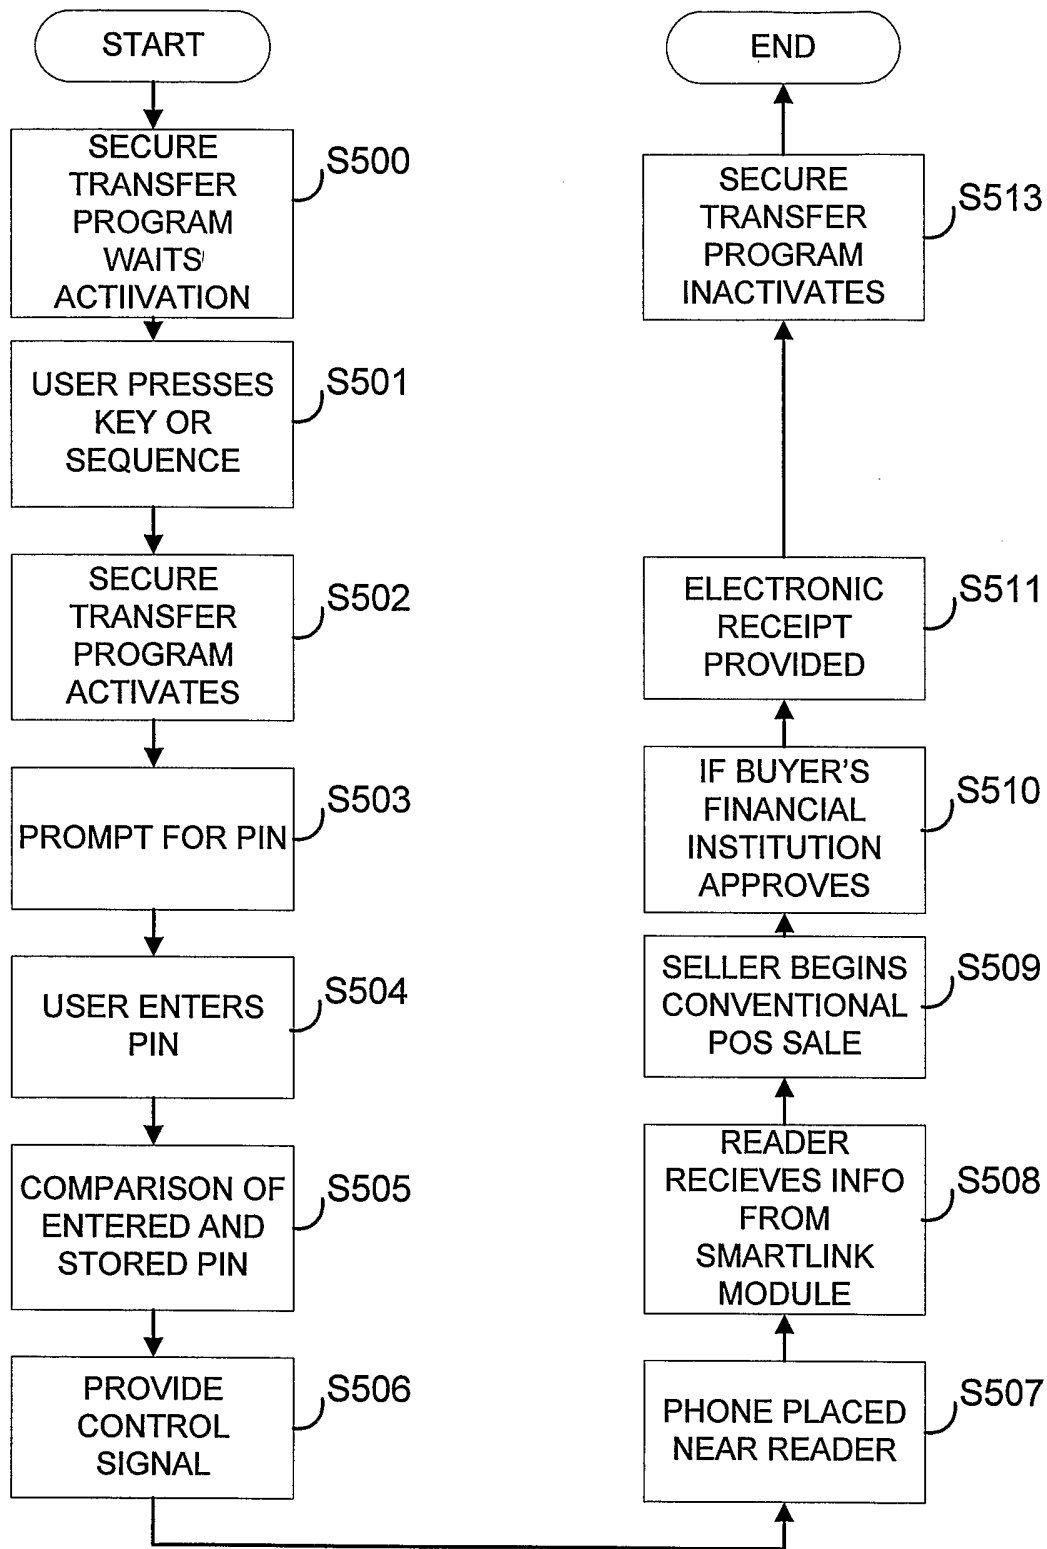 START
SECURE
TRANSFER
PROGRAM
WAITS
ACTIIVATION
S500
USER PRESSES
KEY OR
SEQUENCE
S501
SECURE
TRANSFER
PROGRAM
ACTIVATES
S502
PROMPT FOR PIN
S503
USER ENTERS
PIN
S504
COMPARISON OF
ENTERED AND
STORED PIN
S505
PROVIDE
CONTROL
SIGNAL
S506
PHONE PLACED
NEAR READER
S507
READER
RECIEVES INFO
FROM
SMARTLINK
MODULE
S508
SELLER BEGINS
CONVENTIONAL
POS SALE
S509
IF BUYER'S
FINANCIAL
INSTITUTION
APPROVES
S510
ELECTRONIC
RECEIPT
PROVIDED
S511
SECURE
TRANSFER
PROGRAM
INACTIVATES
S513
END